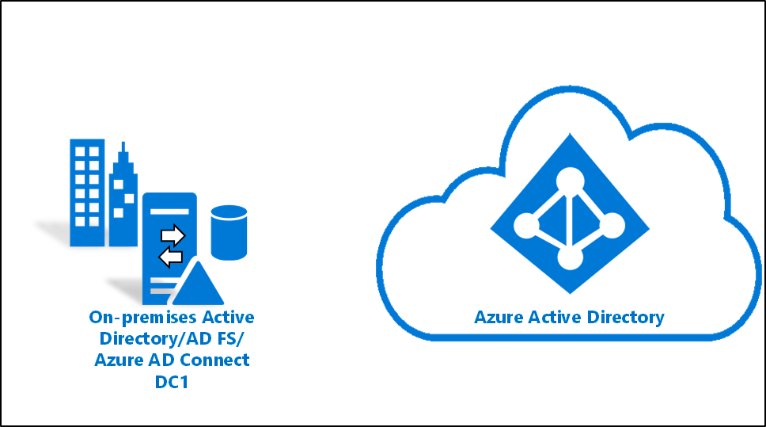 On-premises Active
Directory/AD FS/
Azure AD Connect
DC1
Azure Active Directory